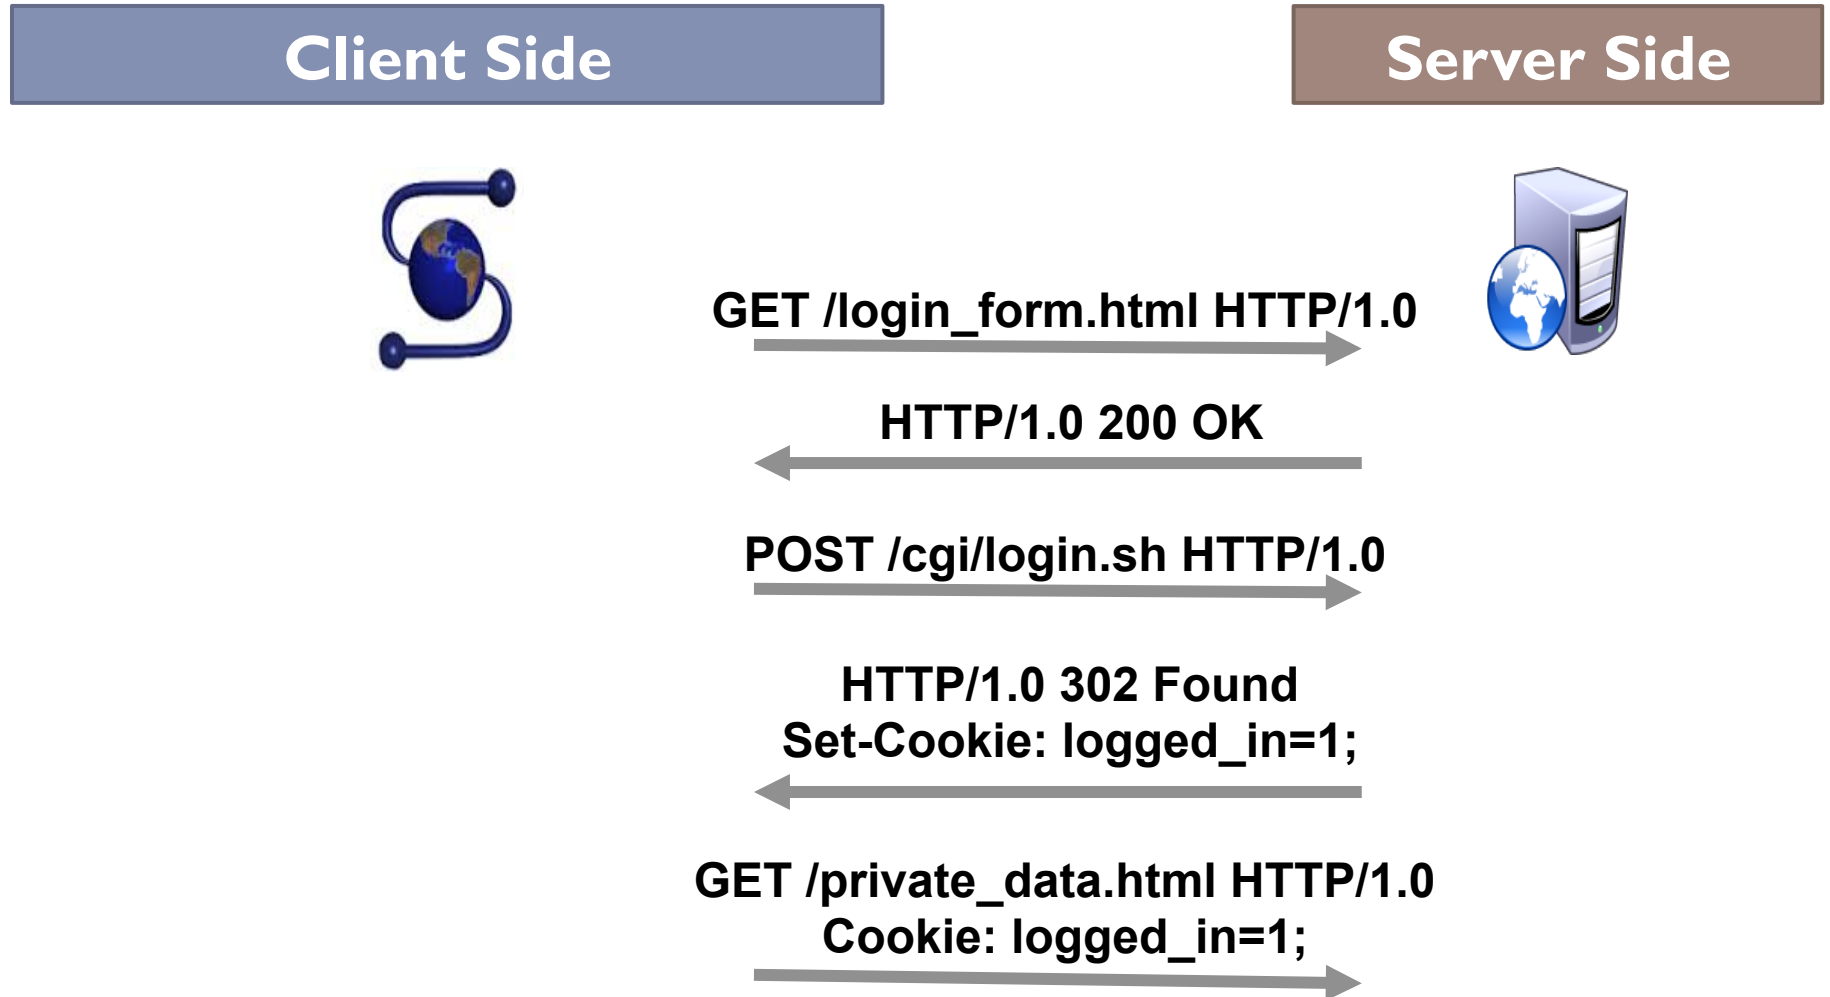 Client Side
Server Side
GET /login_form.html HTTP/1.0
HTTP/1.0 200 OK
POST /cgi/login.sh HTTP/1.0
HTTP/1.0 302 Found
Set-Cookie: logged_in=1;
GET /private_data.html HTTP/1.0
Cookie: logged_in=1;